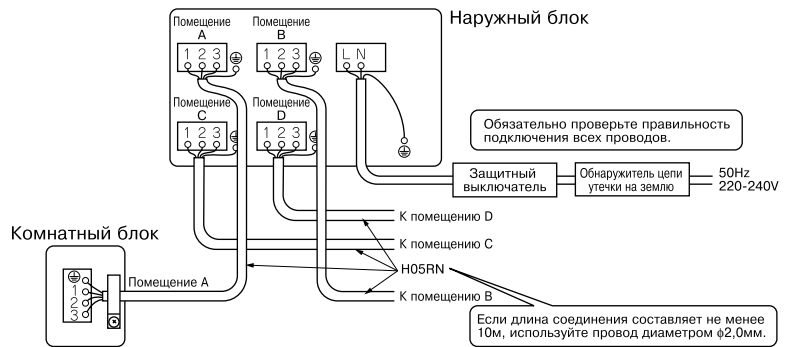 Наружный блок
Помещение
A
Помещение
B
1 2 3
1 2 3
L N
Помещение
C
Помещение
D
1 2 3
1 2 3
Обязательно проверьте правильность
подключения всех проводов.
Защитный
выключатель
Обнаружитель цепи
утечки на землю
50Hz
220-240V
К помещению D
Комнатный блок
К помещению C
H05RN
Помещение A
1
2
3
К помещению B
Если длина соединения составляет не менее
10м, используйте провод диаметром ϕ2,0мм.